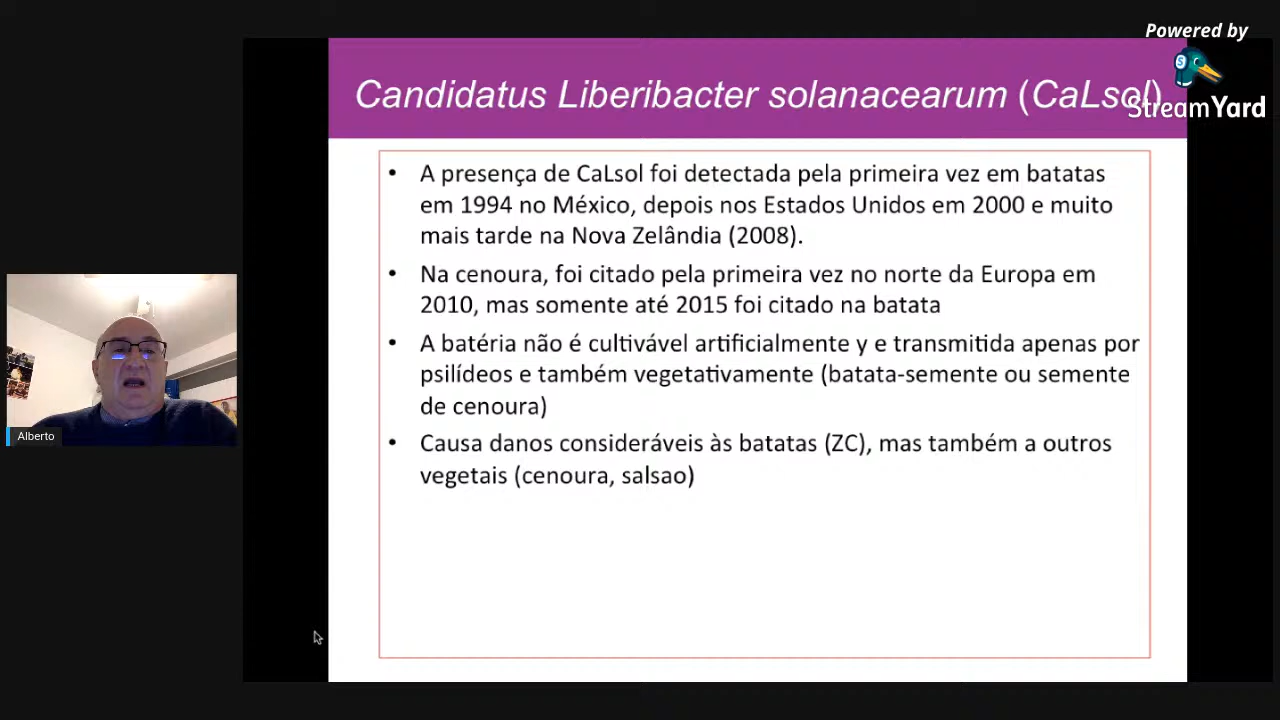 Powered by
StreamYard
Candidatus Liberibacter solanacearum (CaLsol)
• A presença de CaLsol foi detectada pela primeira vez em batatas
em 1994 no México, depois nos Estados Unidos em 2000 e muito
mais tarde na Nova Zelândia (2008).
• Na cenoura, foi citado pela primeira vez no norte da Europa em
2010, mas somente até 2015 foi citado na batata
• A batéria não é cultivável artificialmente y e transmitida apenas por
psilídeos e também vegetativamente (batata-semente ou semente
de cenoura)
• Causa danos consideráveis às batatas (ZC), mas também a outros
vegetais (cenoura, salsao)
Alberto